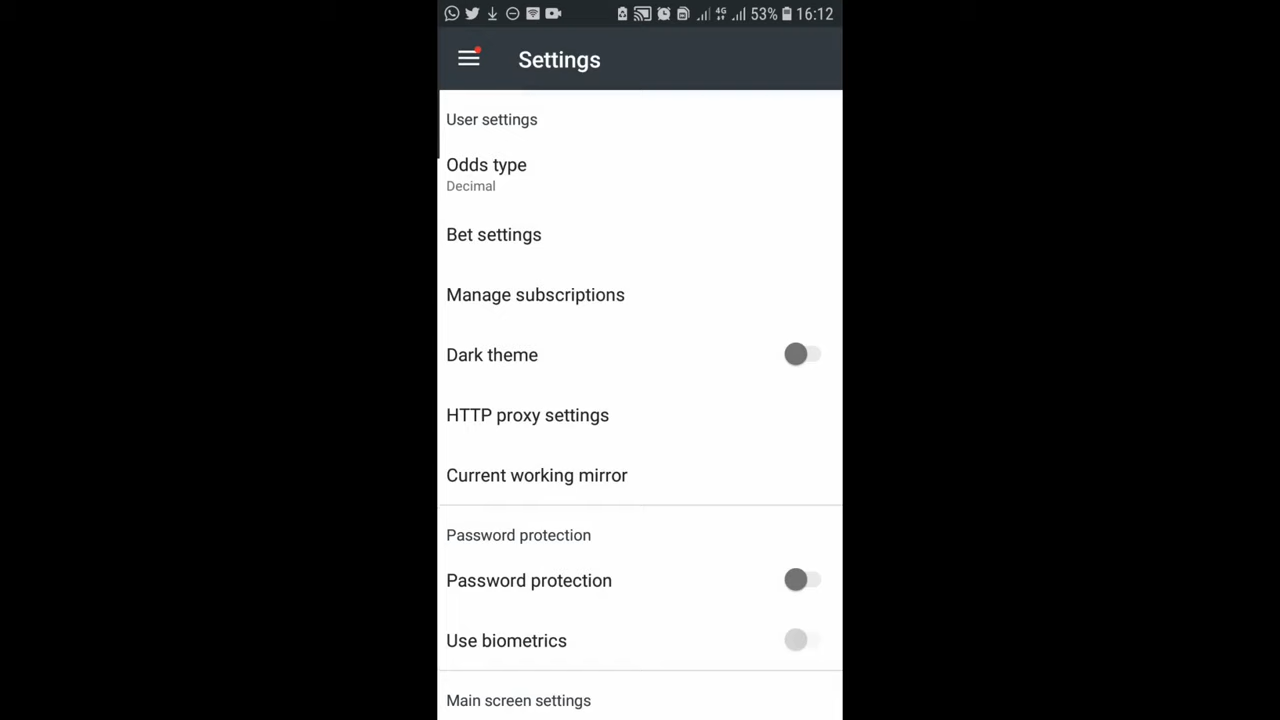 4G 53% 16:12
Settings
User settings
Odds type
Decimal
Bet settings
Manage subscriptions
Dark theme
HTTP proxy settings
Current working mirror
Password protection
Password protection
Use biometrics
Main screen settings